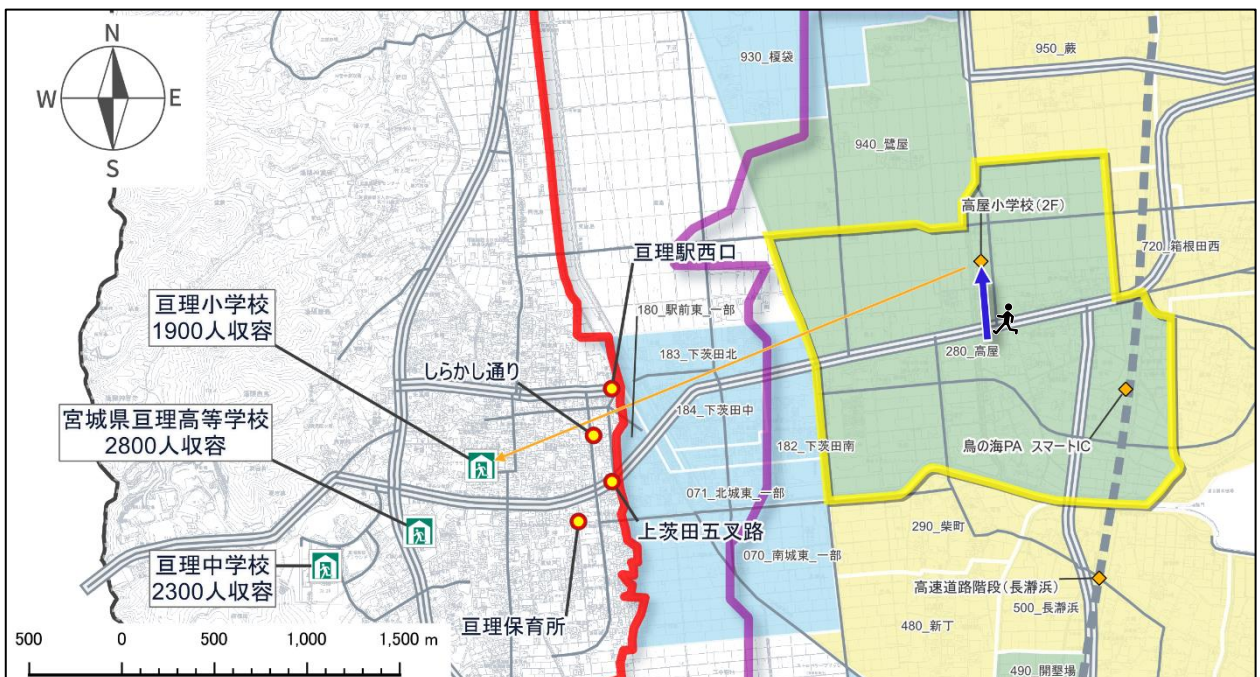 N
W
E
S
930_榎袋
950_蕨
940_鷺屋
高屋小学校(2F)
720_箱根田西
亘理駅西口
亘理小学校
1900人収容
180_駅前東_一部
183_下茨田北
しらかし通り
280_高屋
宮城県亘理高等学校
2800人収容
184_下茨田中
182_下茨田南
鳥の海PA スマートIC
071_北城東_一部
上茨田五叉路
290_柴町
070_南城東_一部
亘理中学校
2300人収容
高速道路階段(長瀞浜)
500_長瀞浜
亘理保育所
480_新丁
490_開墾場
500
0
500
1,000
1,500 m